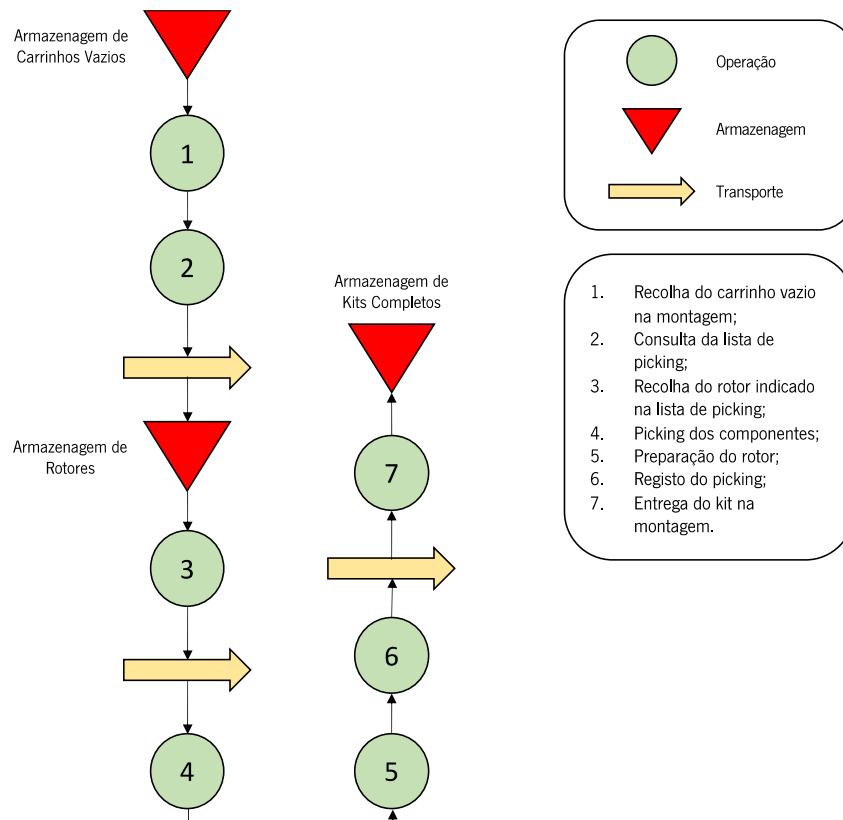 Armazenagem de
Carrinhos Vazios
1
2
Armazenagem de
Rotores
3
4
Armazenagem de
Kits Completos
7
6
5
Operação
Armazenagem
Transporte
1. Recolha do carrinho vazio
na montagem;
2. Consulta da lista de
picking;
3. Recolha do rotor indicado
na lista de picking;
4. Picking dos componentes;
5. Preparação do rotor;
6. Registo do picking;
7. Entrega do kit na
montagem.